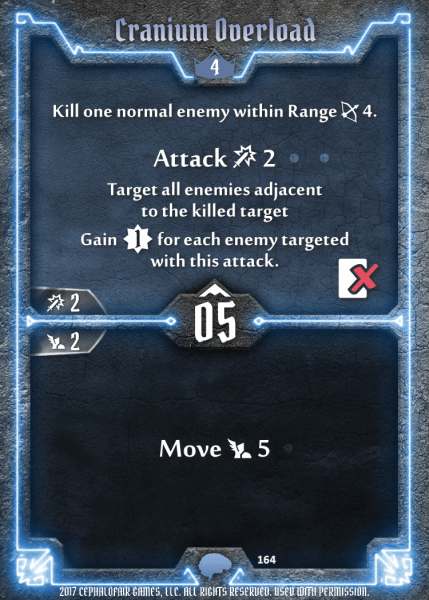 Cranium Overload
4
Kill one normal enemy within Range 4.
Attack 2
Target all enemies adjacent
to the killed target
Gain 1 for each enemy targeted
with this attack.
2
05
2
Move 5
164
2017 CEPHALOFAIR GAMES, LLC. ALL RIGHTS RESERVED. USED WITH PERMISSION.